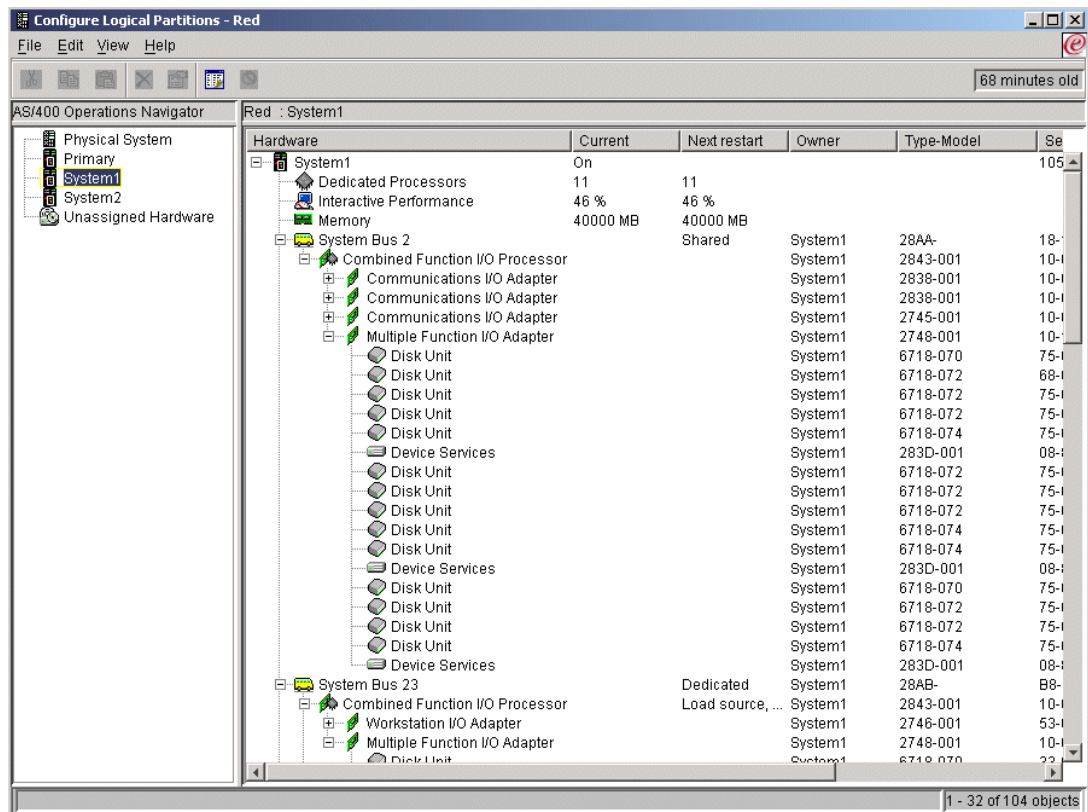 Configure Logical Partitions - Red
File Edit View Help
68 minutes old
AS/400 Operations Navigator
Physical System
Primary
System1
System2
Unassigned Hardware
Red : System1
Hardware Current Next restart Owner Type-Model Se
System1 On 105
Dedicated Processors 11 11
Interactive Performance 46 % 46 %
Memory 40000 MB 40000 MB
System Bus 2 Shared System1 28AA- 18-
Combined Function I/O Processor System1 2843-001 10-
Communications I/O Adapter System1 2838-001 10-
Communications I/O Adapter System1 2838-001 10-
Communications I/O Adapter System1 2745-001 10-
Multiple Function I/O Adapter System1 2748-001 10-
Disk Unit System1 6718-070 75-
Disk Unit System1 6718-072 68-
Disk Unit System1 6718-072 75-
Disk Unit System1 6718-072 75-
Disk Unit System1 6718-074 75-
Device Services System1 283D-001 08-
Disk Unit System1 6718-072 75-
Disk Unit System1 6718-072 75-
Disk Unit System1 6718-072 75-
Disk Unit System1 6718-074 75-
Disk Unit System1 6718-074 75-
Device Services System1 283D-001 08-
Disk Unit System1 6718-070 75-
Disk Unit System1 6718-072 75-
Disk Unit System1 6718-072 75-
Disk Unit System1 6718-074 75-
Device Services System1 283D-001 08-
System Bus 23 Dedicated System1 28AB- B8-
Combined Function I/O Processor Load source, ... System1 2843-001 10-
Workstation I/O Adapter System1 2746-001 53-
Multiple Function I/O Adapter System1 2748-001 10-
Disk Unit System1 6718-070
1 - 32 of 104 objects